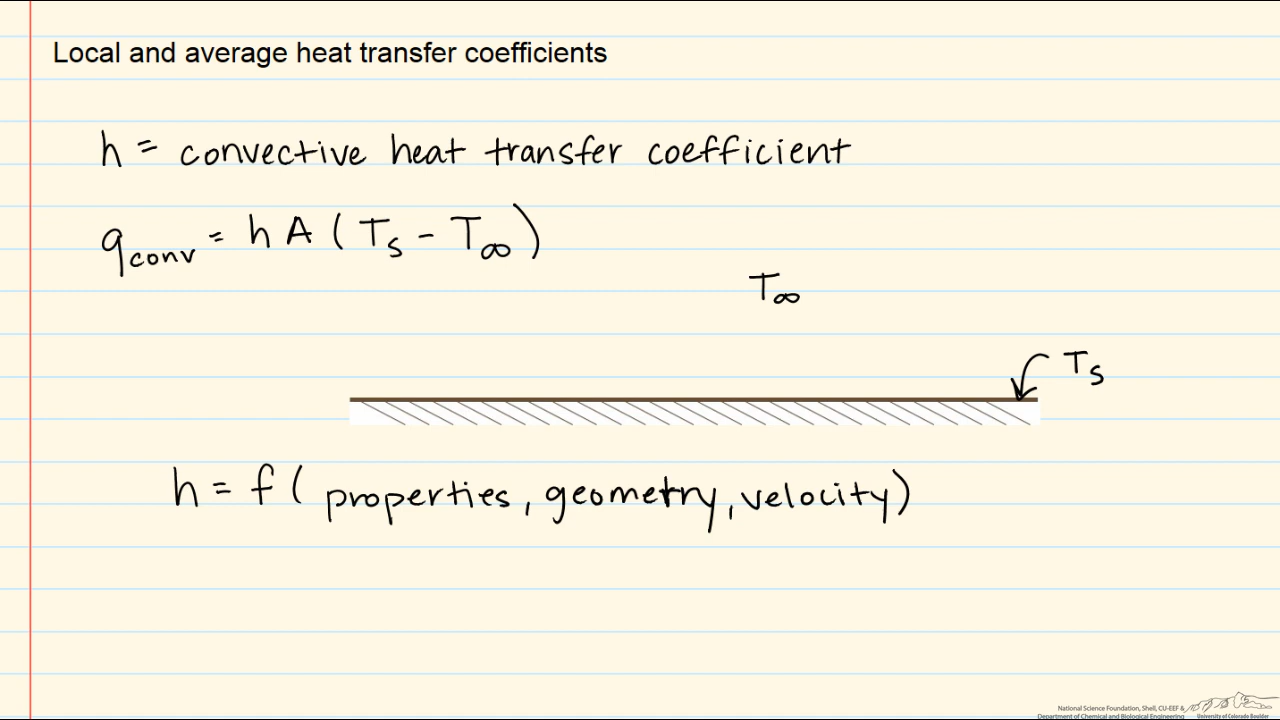 Local and average heat transfer coefficients
h = convective heat transfer coefficient
q_conv = h A ( T_s - T_∞ )
T_∞
T_s
h = f ( properties, geometry, velocity )
National Science Foundation, Shell, CU-EEF &
Department of Chemical and Biological Engineering
University of Colorado Boulder